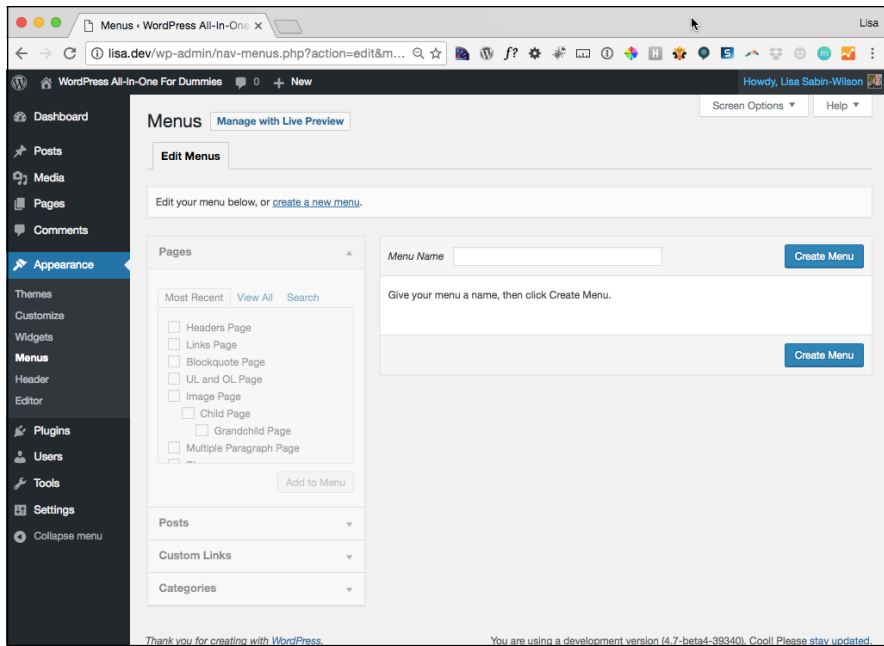 Menus ‹ WordPress All-In-One
Lisa
lisa.dev/wp-admin/nav-menus.php?action=edit&m...
WordPress All-In-One For Dummies 0 + New
Howdy, Lisa Sabin-Wilson
Dashboard
Posts
Media
Pages
Comments
Appearance
Themes
Customize
Widgets
Menus
Header
Editor
Plugins
Users
Tools
Settings
Collapse menu
Screen Options ▼ Help ▼
Menus Manage with Live Preview
Edit Menus
Edit your menu below, or create a new menu.
Pages
Most Recent View All Search
Headers Page
Links Page
Blockquote Page
UL and OL Page
Image Page
Child Page
Grandchild Page
Multiple Paragraph Page
Add to Menu
Posts
Custom Links
Categories
Menu Name Create Menu
Give your menu a name, then click Create Menu.
Create Menu
Thank you for creating with WordPress. You are using a development version (4.7-beta4-39340). Cool! Please stay updated.